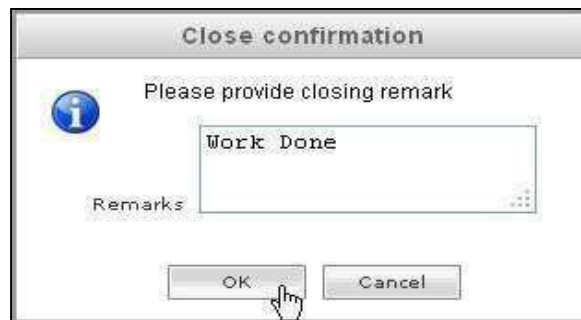 Close confirmation
Please provide closing remark
Work Done
Remarks
OK Cancel